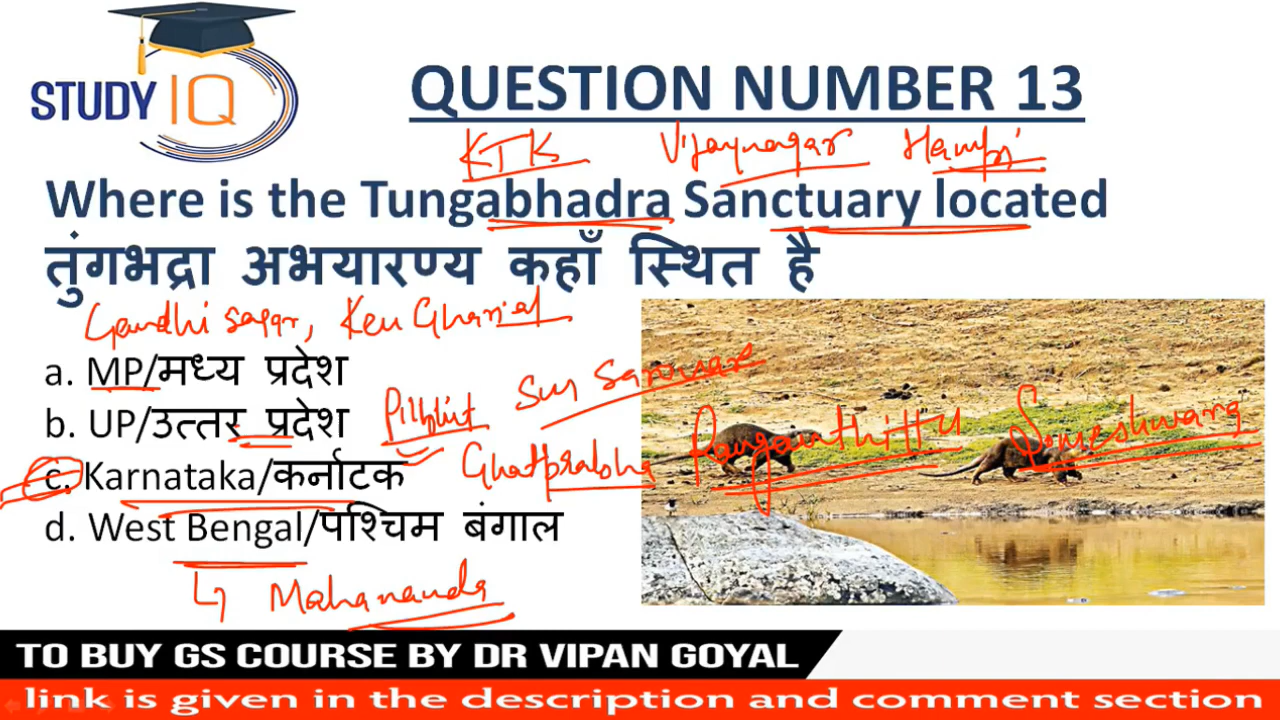 STUDY IQ
QUESTION NUMBER 13
KTK Vijaynagar Hampi
Where is the Tungabhadra Sanctuary located
तुंगभद्रा अभयारण्य कहाँ स्थित है
Gandhi sagar, Ken Gharial
a. MP/मध्य प्रदेश
b. UP/उत्तर प्रदेश Pilibhit Sur Sarovar
c. Karnataka/कर्नाटक Ghatprabha Ranganthittu Someshwara
d. West Bengal/पश्चिम बंगाल
Mahananda
TO BUY GS COURSE BY DR VIPAN GOYAL
link is given in the description and comment section